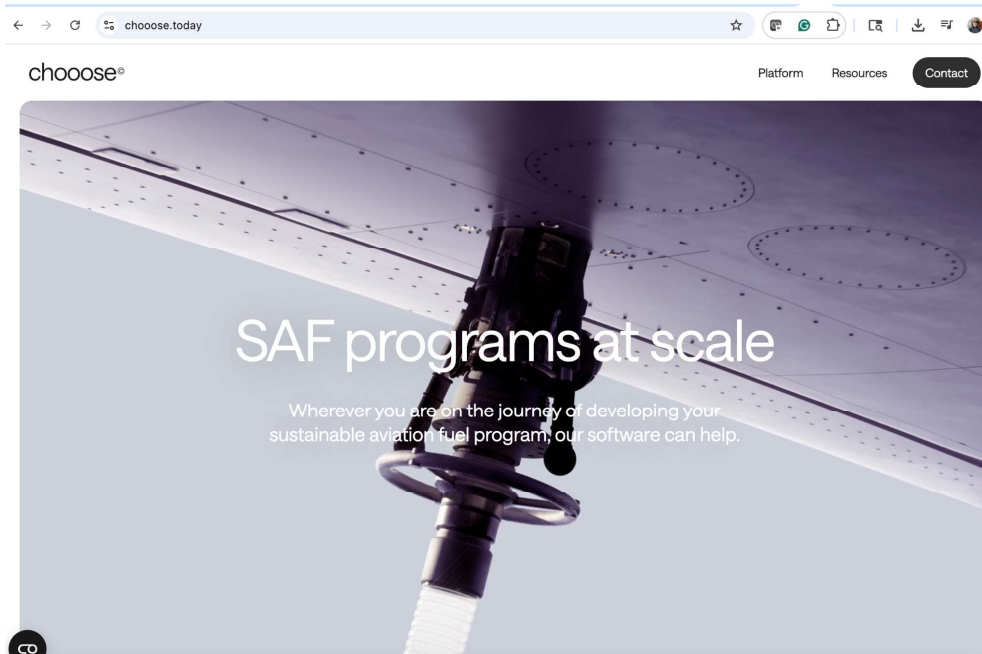 chooose.today
chooose©
Platform Resources Contact
SAF programs at scale
Wherever you are on the journey of developing your
sustainable aviation fuel program, our software can help.